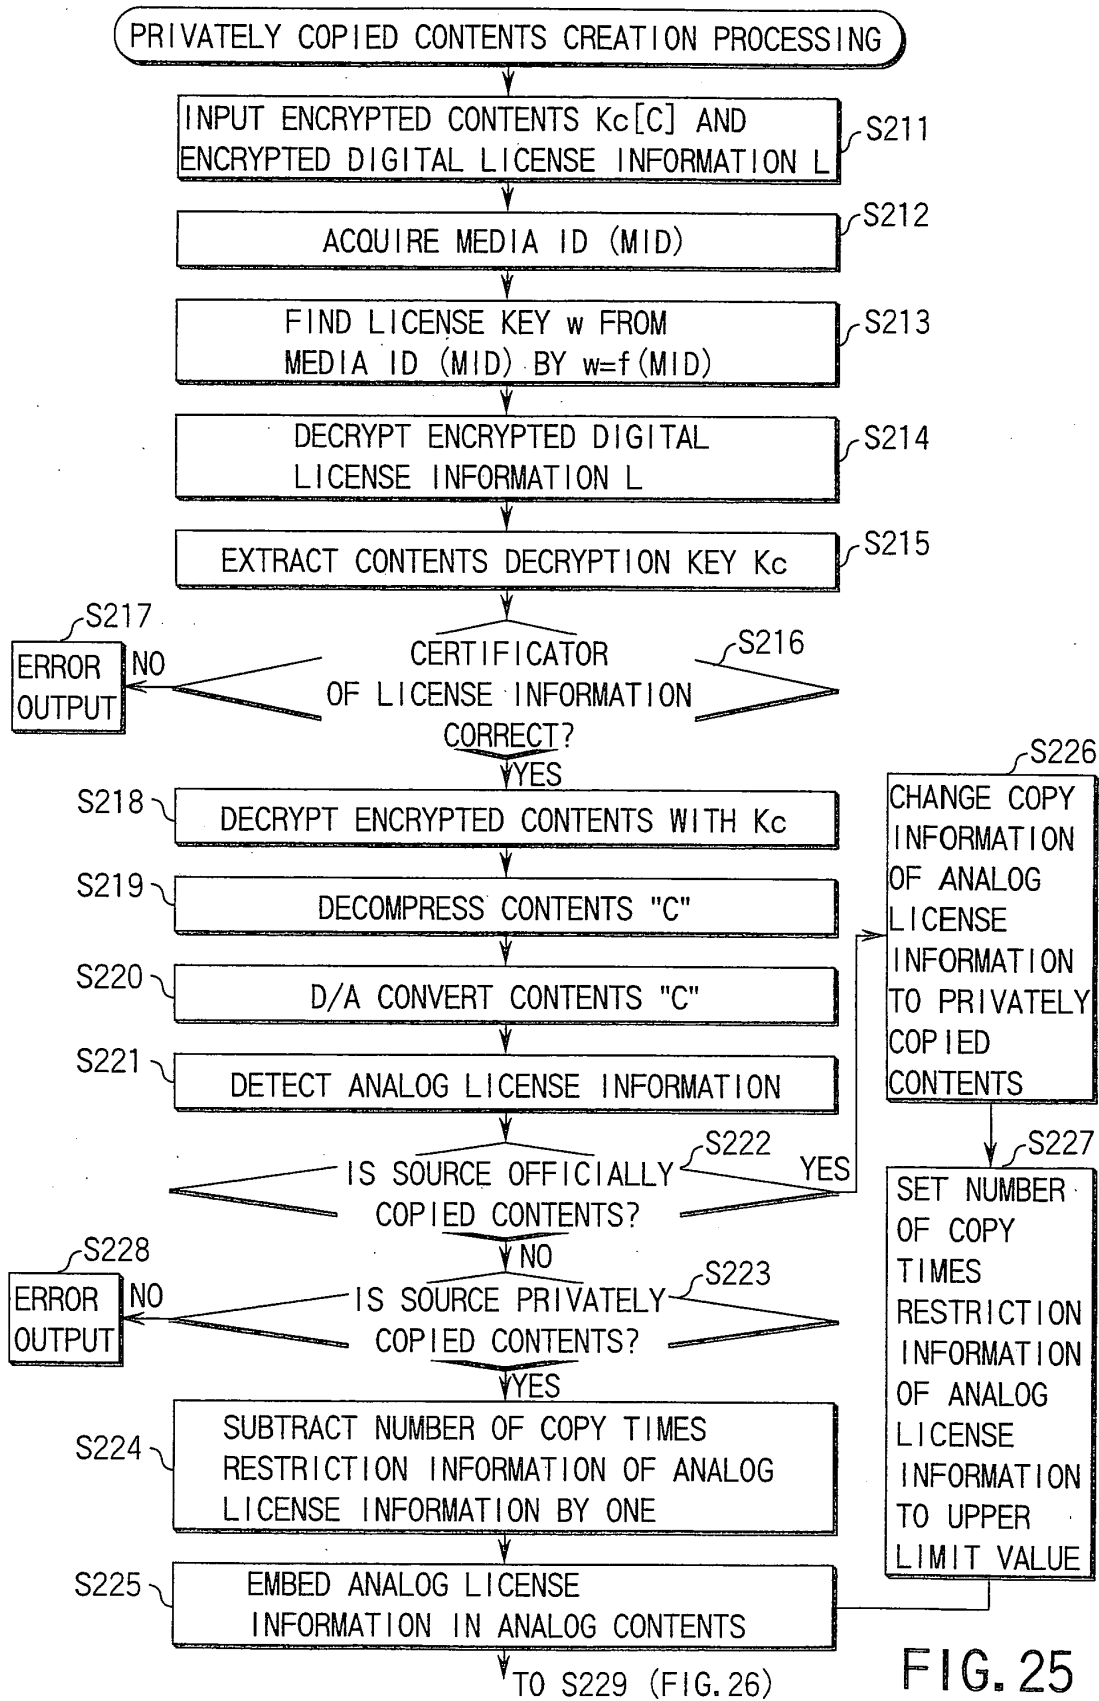 PRIVATELY COPIED CONTENTS CREATION PROCESSING
INPUT ENCRYPTED CONTENTS Kc[C] AND
ENCRYPTED DIGITAL LICENSE INFORMATION L
S211
ACQUIRE MEDIA ID (MID)
S212
FIND LICENSE KEY w FROM
MEDIA ID (MID) BY w=f(MID)
S213
DECRYPT ENCRYPTED DIGITAL
LICENSE INFORMATION L
S214
EXTRACT CONTENTS DECRYPTION KEY Kc
S215
CERTIFICATOR
OF LICENSE INFORMATION
CORRECT?
S216
NO
S217
ERROR
OUTPUT
YES
S218
DECRYPT ENCRYPTED CONTENTS WITH Kc
S219
DECOMPRESS CONTENTS "C"
S220
D/A CONVERT CONTENTS "C"
S221
DETECT ANALOG LICENSE INFORMATION
S222
IS SOURCE OFFICIALLY
COPIED CONTENTS?
YES
S226
CHANGE COPY
INFORMATION
OF ANALOG
LICENSE
INFORMATION
TO PRIVATELY
COPIED
CONTENTS
S227
SET NUMBER
OF COPY
TIMES
RESTRICTION
INFORMATION
OF ANALOG
LICENSE
INFORMATION
TO UPPER
LIMIT VALUE
NO
S223
IS SOURCE PRIVATELY
COPIED CONTENTS?
NO
S228
ERROR
OUTPUT
YES
S224
SUBTRACT NUMBER OF COPY TIMES
RESTRICTION INFORMATION OF ANALOG
LICENSE INFORMATION BY ONE
S225
EMBED ANALOG LICENSE
INFORMATION IN ANALOG CONTENTS
TO S229 (FIG.26)
FIG.25